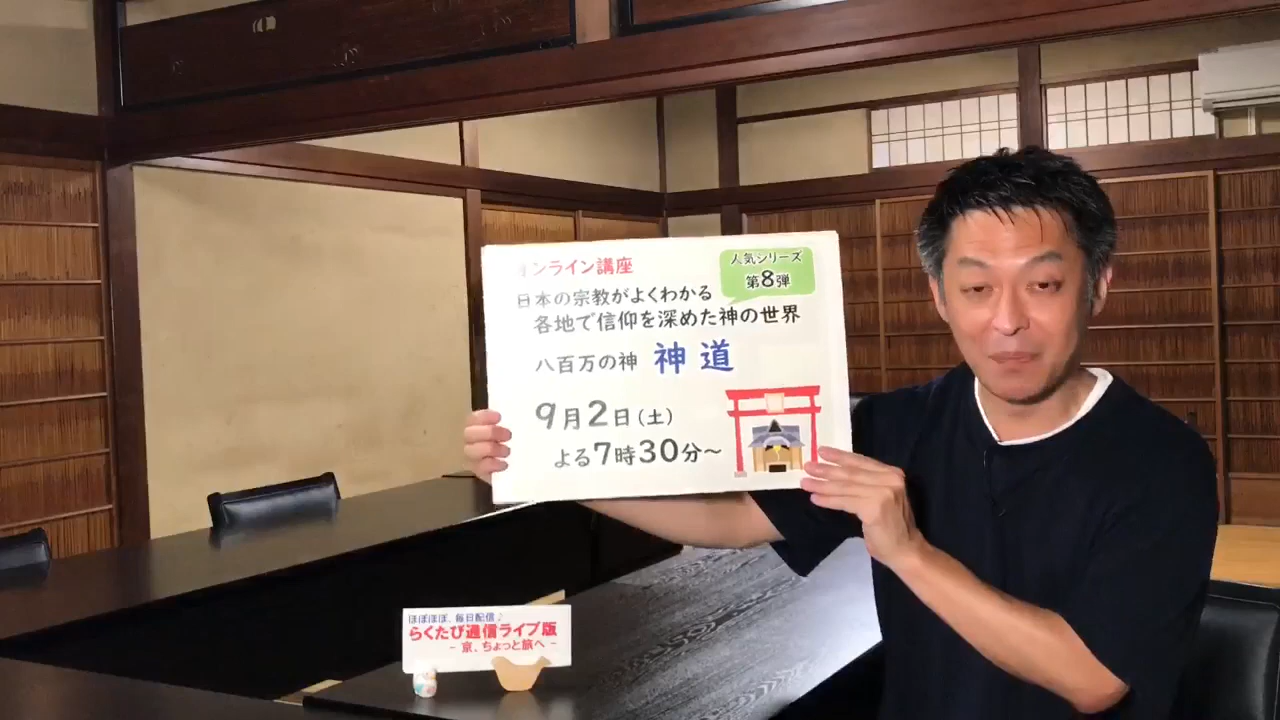 オンライン講座
人気シリーズ
第8弾
日本の宗教がよくわかる
各地で信仰を深めた神の世界
八百万の神 神道
9月2日(土)
よる7時30分~
ほぼほぼ、毎日配信♪
らくたび通信ライブ版
- 京、ちょっと旅へ -